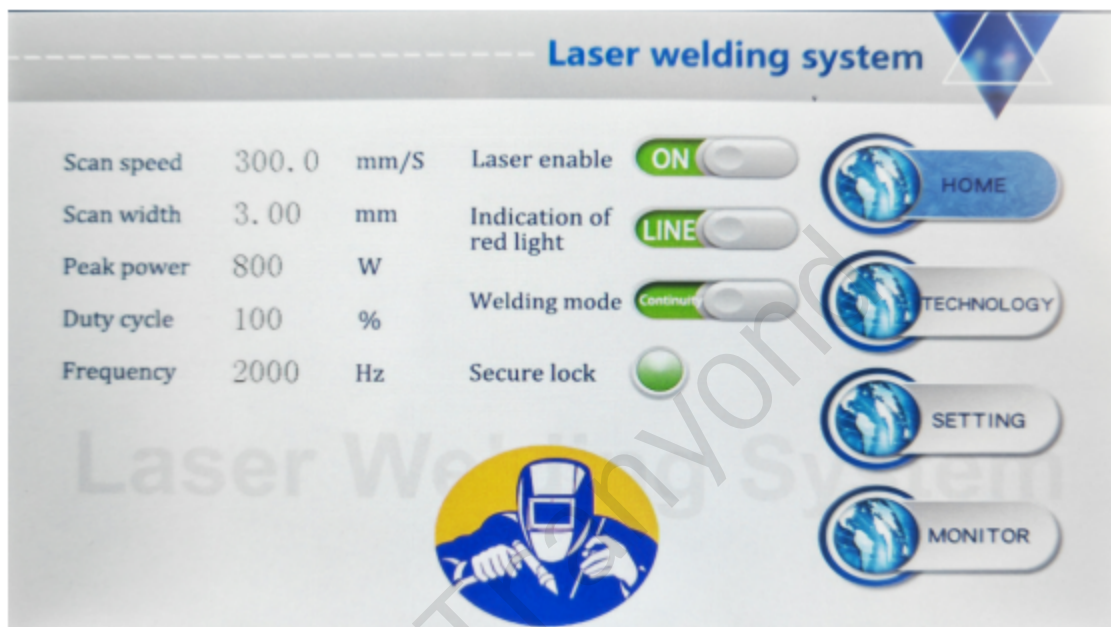 Laser welding system
Scan speed 300.0 mm/S
Scan width 3.00 mm
Peak power 800 W
Duty cycle 100 %
Frequency 2000 Hz
Laser enable ON
Indication of
red light LINE
Welding mode Continuity
Secure lock
HOME
TECHNOLOGY
SETTING
MONITOR
Laser Welding System
Tranyond